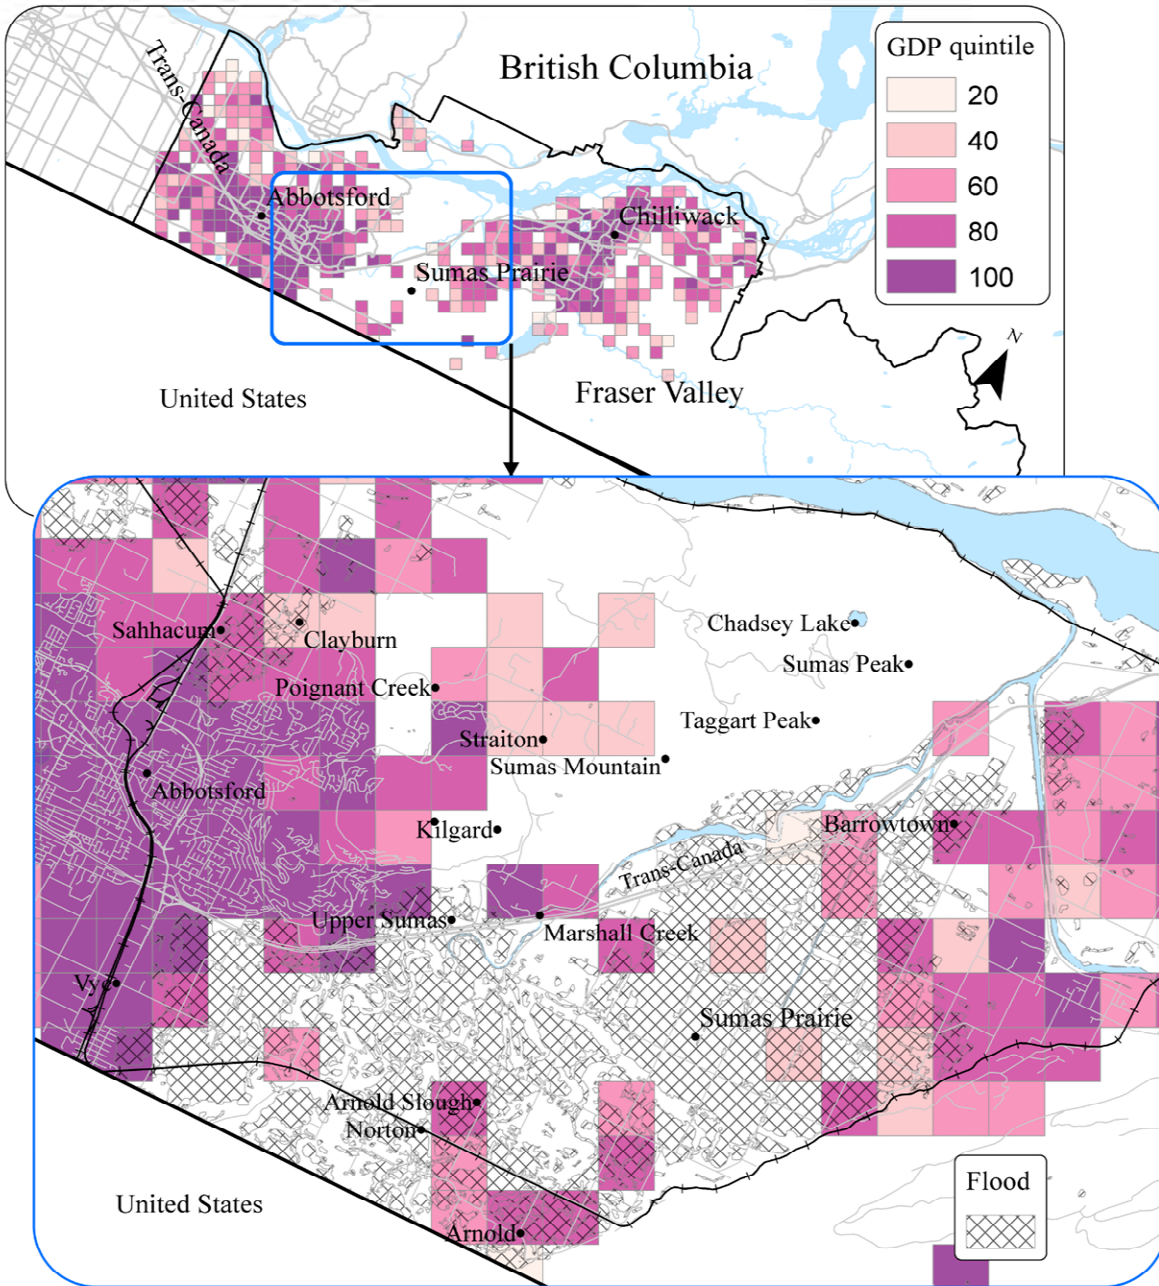 Trans-Canada
British Columbia
GDP quintile
20
40
60
80
100
Abbotsford
Chilliwack
Sumas Prairie
N
United States
Fraser Valley
Sahhacum
Clayburn
Chadsey Lake
Sumas Peak
Poignant Creek
Taggart Peak
Straiton
Sumas Mountain
Abbotsford
Kilgard
Barrowtown
Trans-Canada
Upper Sumas
Marshall Creek
Vye
Sumas Prairie
Arnold Slough
Norton
Flood
United States
Arnold